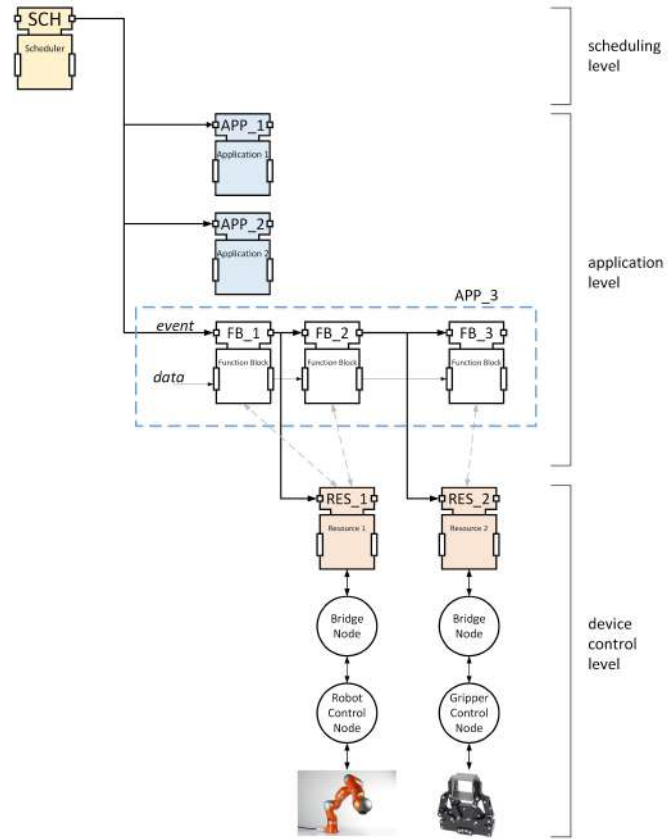 SCH
Scheduler
scheduling
level
APP_1
Application 1
APP_2
Application 2
application
level
APP_3
event
FB_1
FB_2
FB_3
Function Block
Function Block
Function Block
data
RES_1
RES_2
Resource 1
Resource 2
Bridge
Node
Bridge
Node
device
control
level
Robot
Control
Node
Gripper
Control
Node